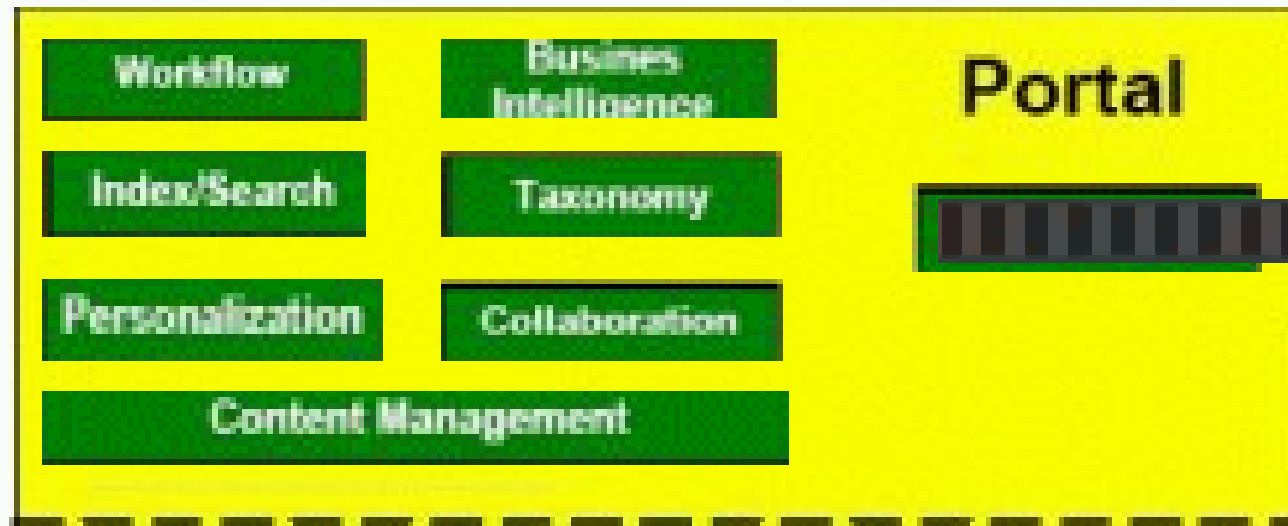 Workflow
Busines
Intelligence
Portal
Index/Search
Taxonomy
Personalization
Collaboration
Content Management